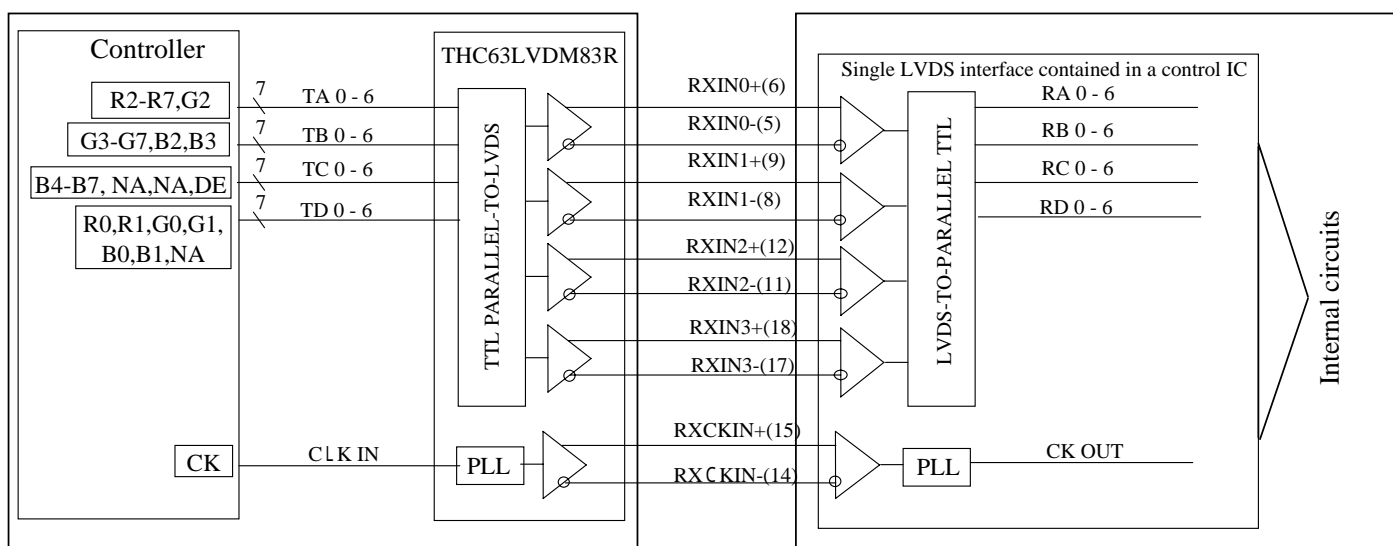 Controller
R2-R7,G2
G3-G7,B2,B3
B4-B7, NA,NA,DE
R0,R1,G0,G1,
B0,B1,NA
CK
7
TA 0 - 6
7
TB 0 - 6
7
TC 0 - 6
7
TD 0 - 6
CLK IN
THC63LVDM83R
TTL PARALLEL-TO-LVDS
PLL
RXIN0+(6)
RXIN0-(5)
RXIN1+(9)
RXIN1-(8)
RXIN2+(12)
RXIN2-(11)
RXIN3+(18)
RXIN3-(17)
RXCKIN+(15)
RXCKIN-(14)
Single LVDS interface contained in a control IC
LVDS-TO-PARALLEL TTL
PLL
RA 0 - 6
RB 0 - 6
RC 0 - 6
RD 0 - 6
CK OUT
Internal circuits